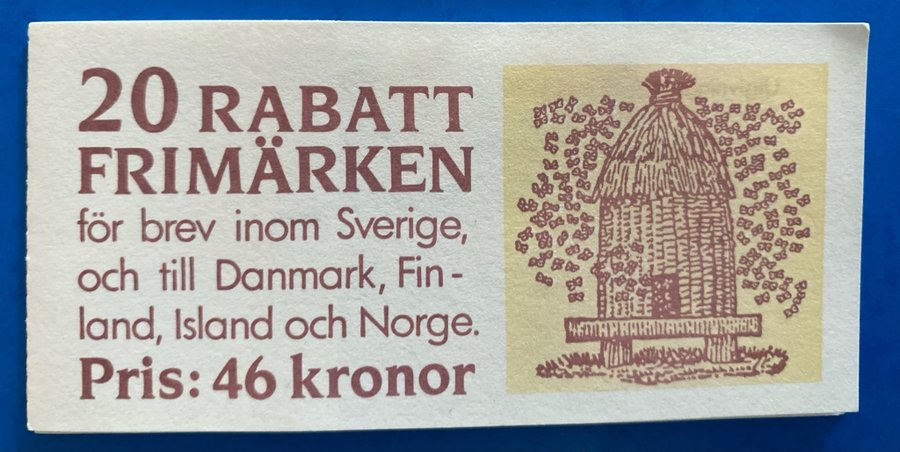 20 RABATT
FRIMÄRKEN
för brev inom Sverige,
och till Danmark, Fin-
land, Island och Norge.
Pris: 46 kronor